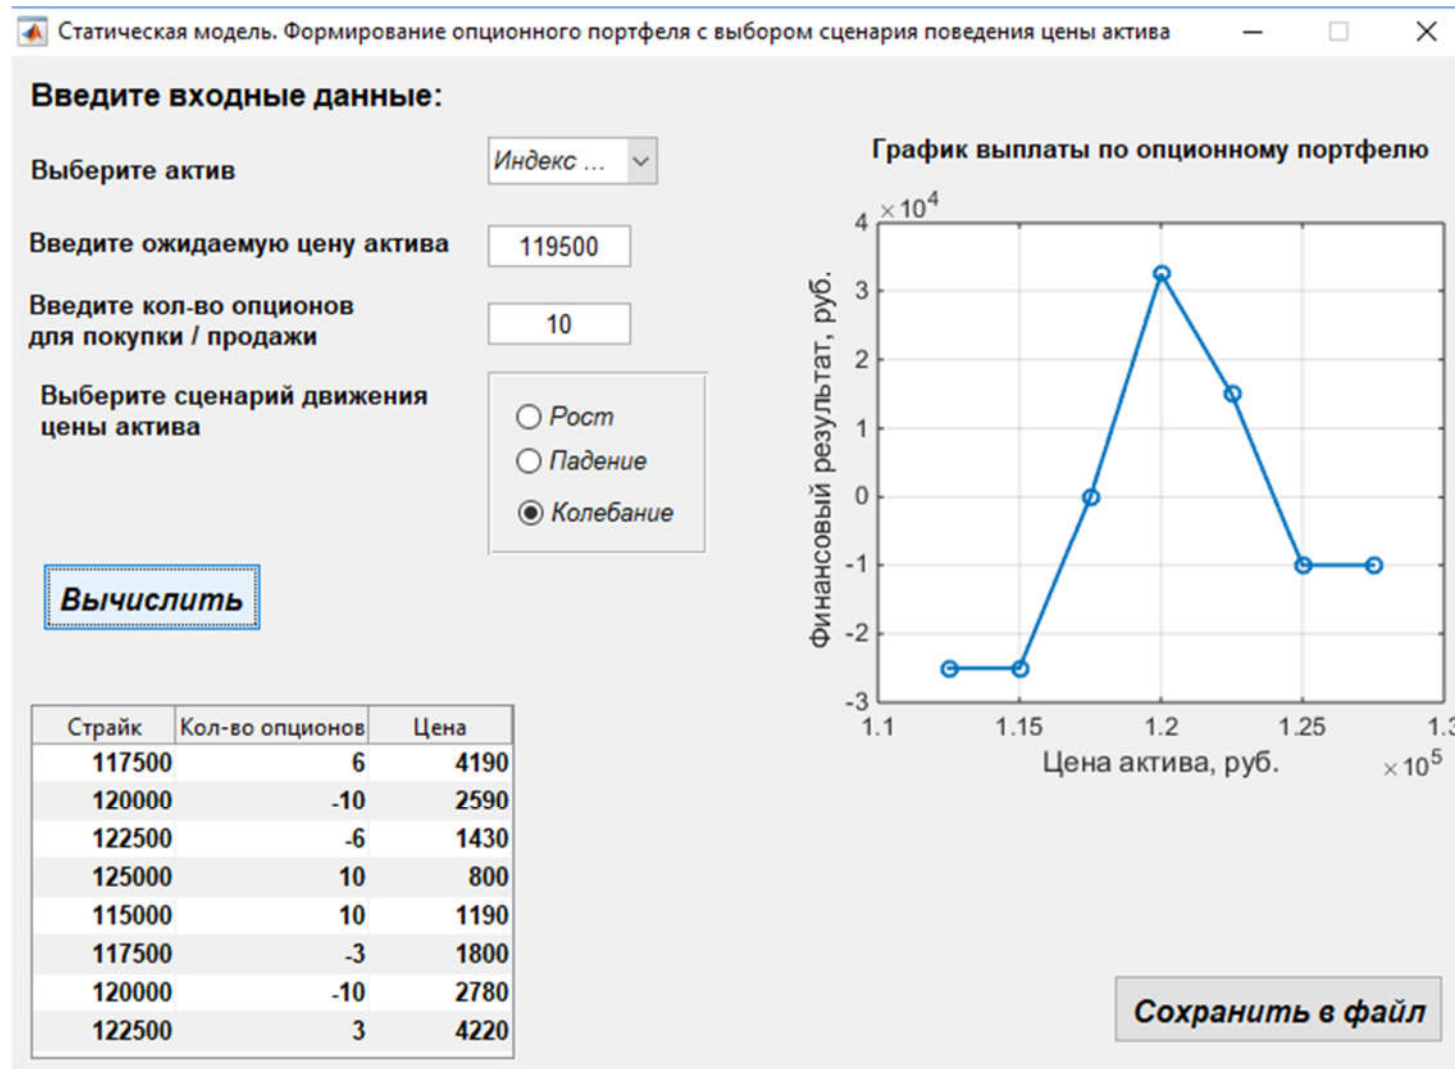 Статическая модель. Формирование опционного портфеля с выбором сценария поведения цены актива
Введите входные данные:
Выберите актив
Индекс ...
Введите ожидаемую цену актива
119500
Введите кол-во опционов
для покупки / продажи
10
Выберите сценарий движения
цены актива
Рост
Падение
Колебание
Вычислить
Страйк Кол-во опционов Цена
117500 6 4190
120000 -10 2590
122500 -6 1430
125000 10 800
115000 10 1190
117500 -3 1800
120000 -10 2780
122500 3 4220
График выплаты по опционному портфелю
×10^4
4
3
2
1
0
-1
-2
-3
Финансовый результат, руб.
1.1 1.15 1.2 1.25 1.3
Цена актива, руб.
×10^5
Сохранить в файл